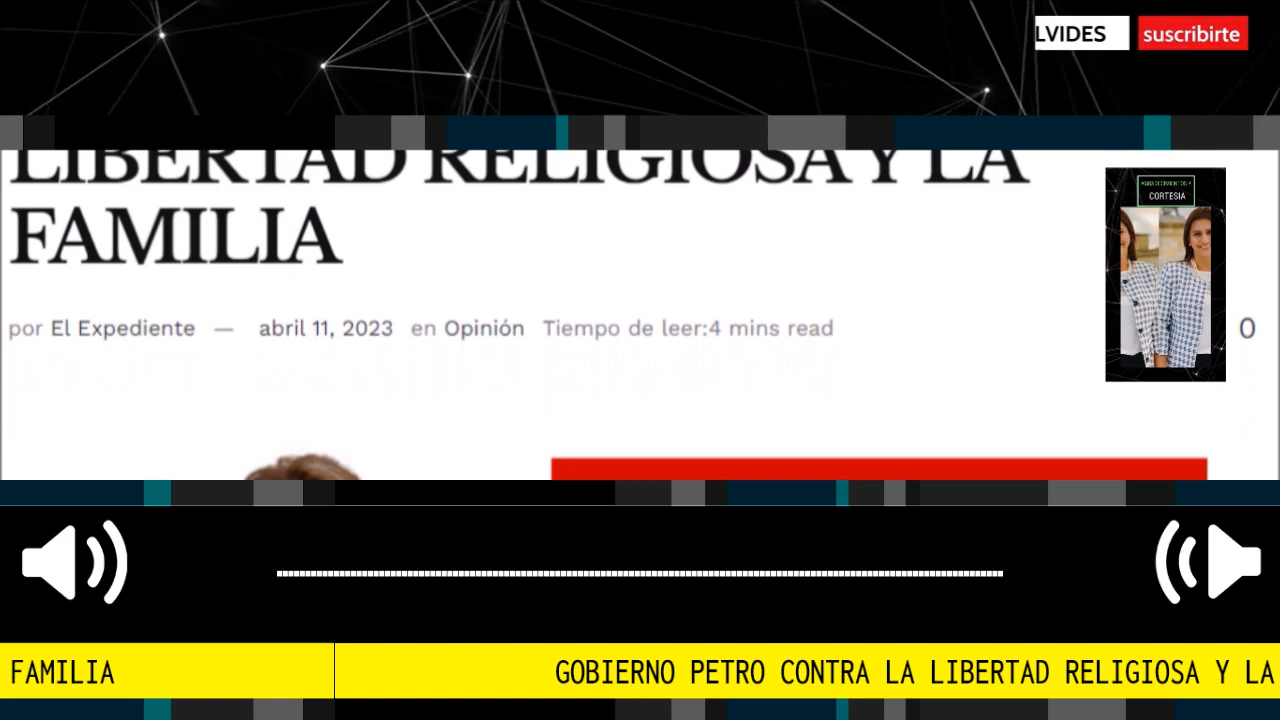 LVIDES
suscribirte
LIBERTAD RELIGIOSA Y LA
FAMILIA
por El Expediente — abril 11, 2023 en Opinión Tiempo de leer:4 mins read
0
AGRADECIMIENTOS Y
CORTESIA
FAMILIA
GOBIERNO PETRO CONTRA LA LIBERTAD RELIGIOSA Y LA